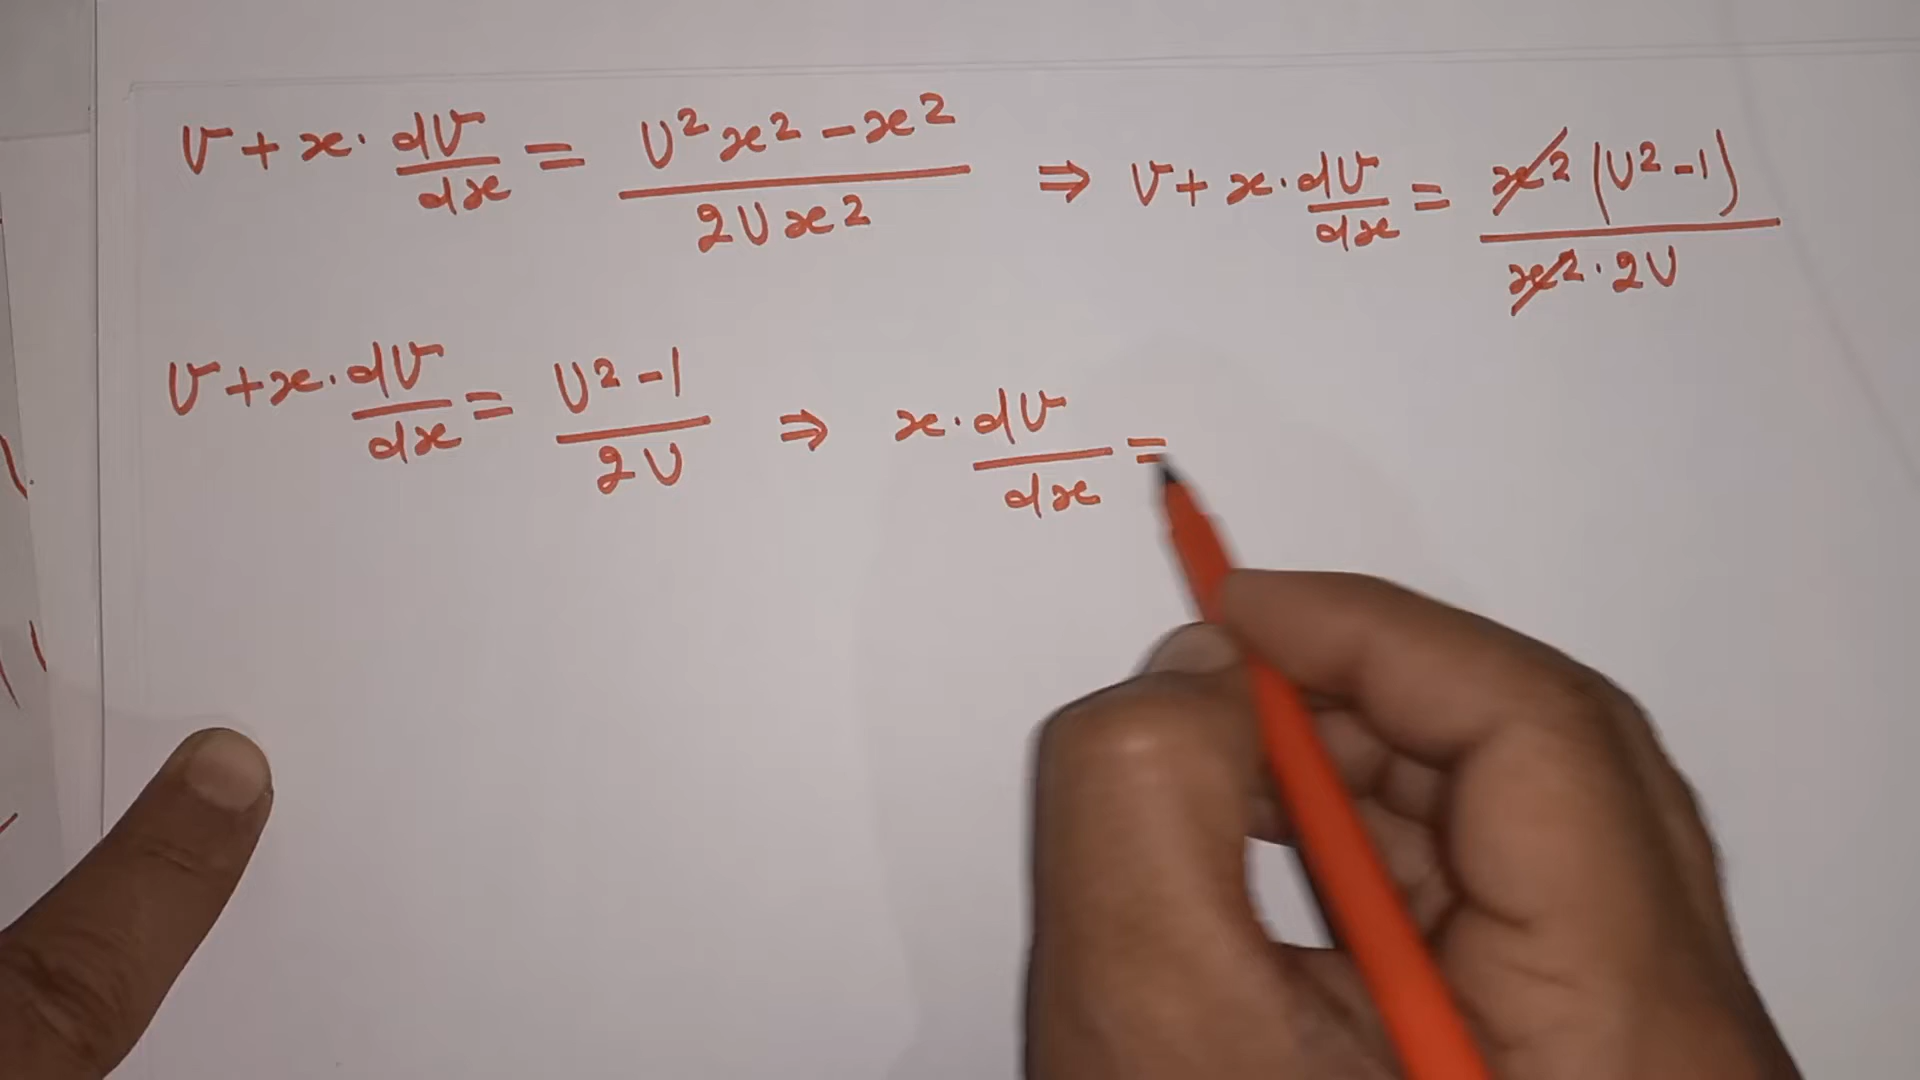 V + x · dV/dx = V²x² - x² / 2Vx² ⇒ V + x · dV/dx = x² (V² - 1) / x² · 2V
V + x · dV/dx = V² - 1 / 2V ⇒ x · dV/dx =